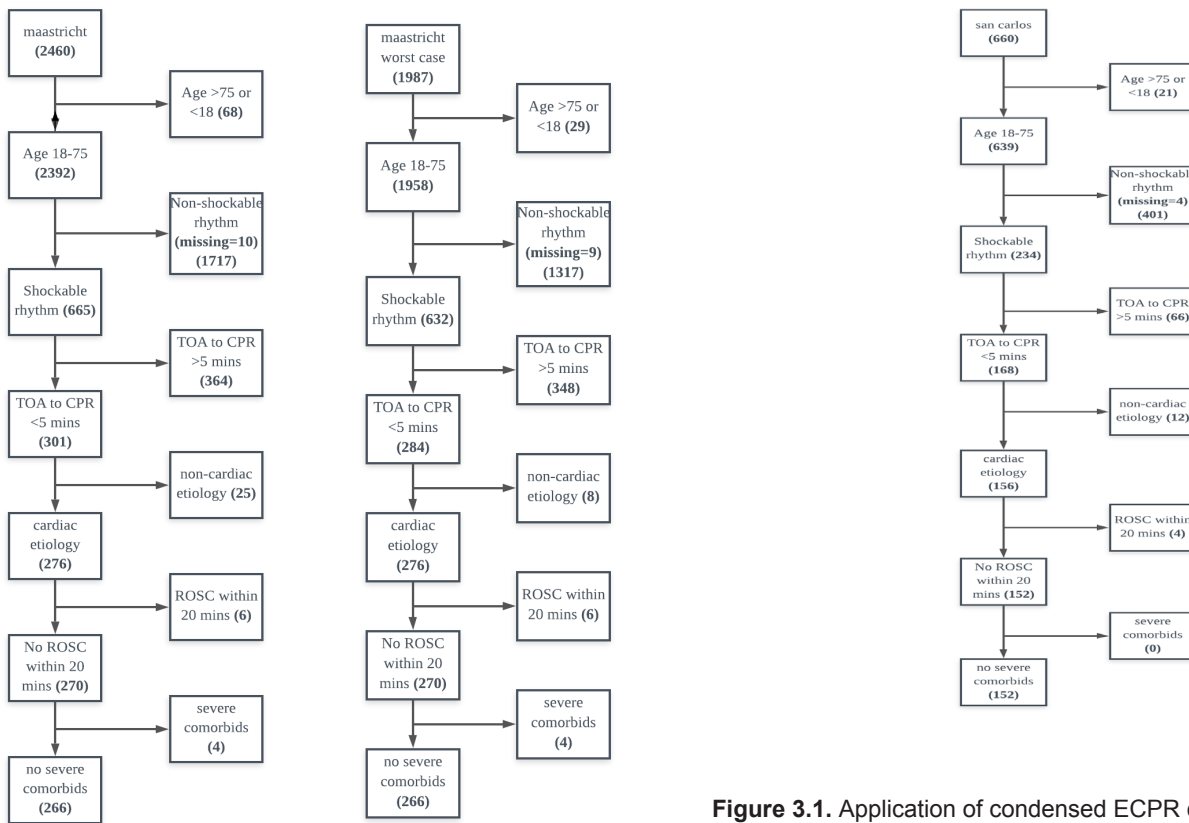 maastricht
(2460)
Age >75 or
<18 (68)
Age 18-75
(2392)
Non-shockable
rhythm
(missing=10)
(1717)
Shockable
rhythm (665)
TOA to CPR
>5 mins
(364)
TOA to CPR
<5 mins
(301)
non-cardiac
etiology (25)
cardiac
etiology
(276)
ROSC within
20 mins (6)
No ROSC
within 20
mins (270)
severe
comorbids
(4)
no severe
comorbids
(266)
maastricht
worst case
(1987)
Age >75 or
<18 (29)
Age 18-75
(1958)
Non-shockable
rhythm
(missing=9)
(1317)
Shockable
rhythm (632)
TOA to CPR
>5 mins
(348)
TOA to CPR
<5 mins
(284)
non-cardiac
etiology (8)
cardiac
etiology
(276)
ROSC within
20 mins (6)
No ROSC
within 20
mins (270)
severe
comorbids
(4)
no severe
comorbids
(266)
san carlos
(660)
Age >75 or
<18 (21)
Age 18-75
(639)
Non-shockable
rhythm
(missing=4)
(401)
Shockable
rhythm (234)
TOA to CPR
>5 mins (66)
TOA to CPR
<5 mins
(168)
non-cardiac
etiology (12)
cardiac
etiology
(156)
ROSC within
20 mins (4)
No ROSC
within 20
mins (152)
severe
comorbids
(0)
no severe
comorbids
(152)
Figure 3.1. Application of condensed ECPR